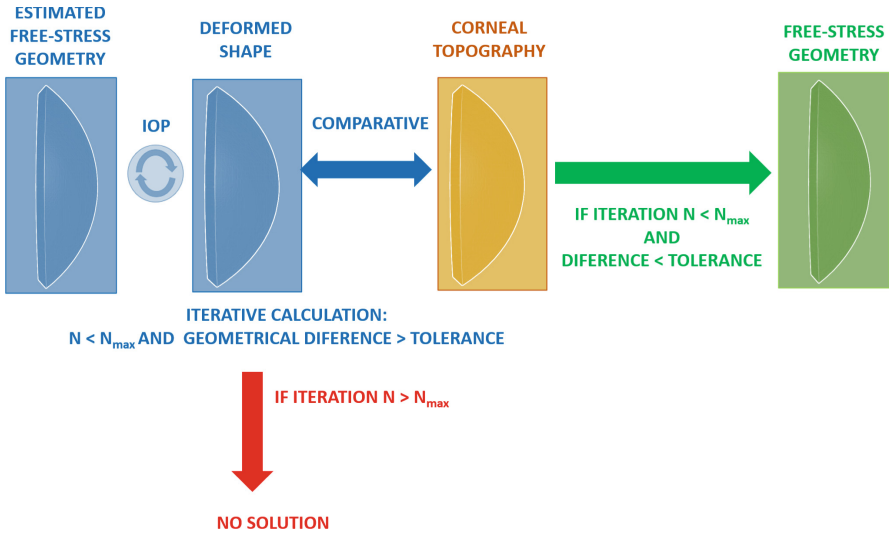 ESTIMATED
FREE-STRESS
GEOMETRY
DEFORMED
SHAPE
CORNEAL
TOPOGRAPHY
FREE-STRESS
GEOMETRY
IOP
COMPARATIVE
IF ITERATION N < Nmax
AND
DIFERENCE < TOLERANCE
ITERATIVE CALCULATION:
N < Nmax AND GEOMETRICAL DIFERENCE > TOLERANCE
IF ITERATION N > Nmax
NO SOLUTION